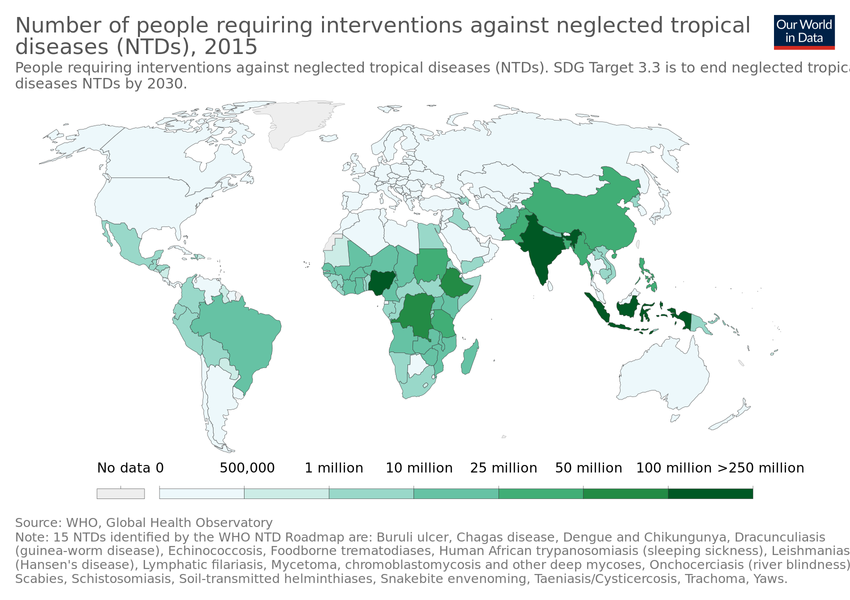 Number of people requiring interventions against neglected tropical
diseases (NTDs), 2015
Our World
in Data
People requiring interventions against neglected tropical diseases (NTDs). SDG Target 3.3 is to end neglected tropica
diseases NTDs by 2030.
No data 0 500,000 1 million 10 million 25 million 50 million 100 million >250 million
Source: WHO, Global Health Observatory
Note: 15 NTDs identified by the WHO NTD Roadmap are: Buruli ulcer, Chagas disease, Dengue and Chikungunya, Dracunculiasis
(guinea-worm disease), Echinococcosis, Foodborne trematodiases, Human African trypanosomiasis (sleeping sickness), Leishmanias
(Hansen's disease), Lymphatic filariasis, Mycetoma, chromoblastomycosis and other deep mycoses, Onchocerciasis (river blindness)
Scabies, Schistosomiasis, Soil-transmitted helminthiases, Snakebite envenoming, Taeniasis/Cysticercosis, Trachoma, Yaws.